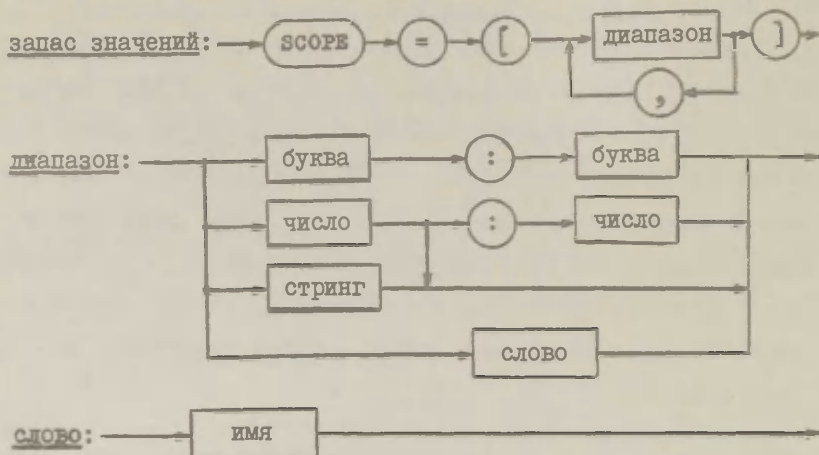 запас значений: SCOPE = [ диапазон ]
,
диапазон: буква : буква
число : число
стринг
слово
слово: имя